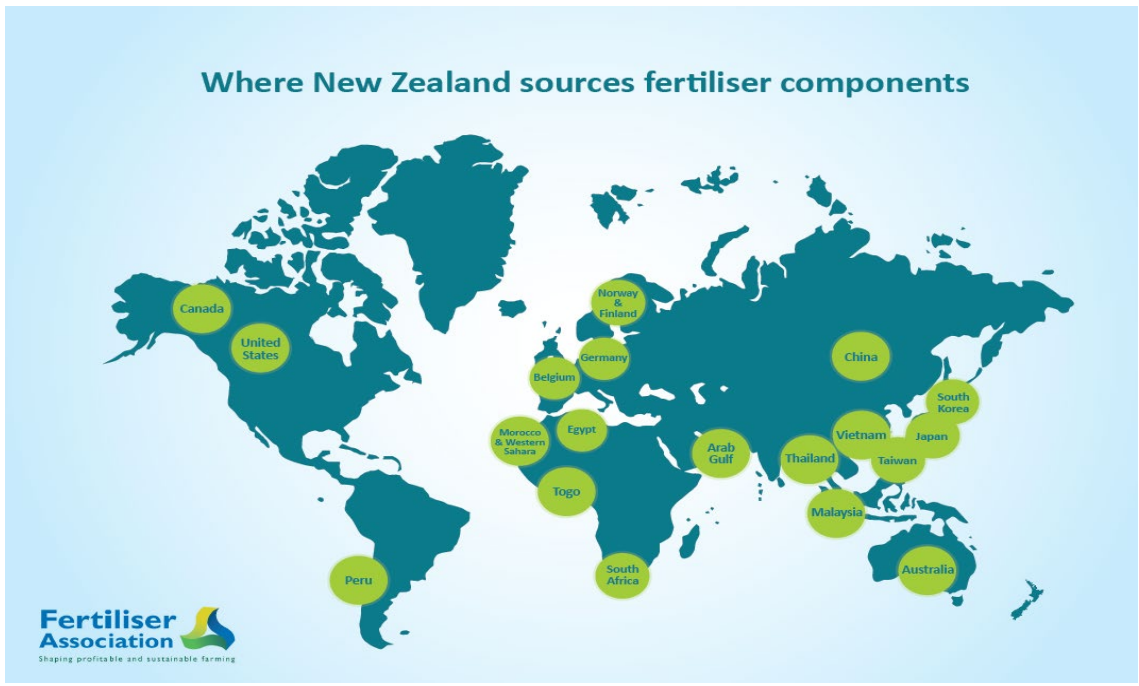 Where New Zealand sources fertiliser components
Canada
United
States
Norway
&
Finland
Germany
Belgium
China
South
Korea
Morocco
& Western
Sahara
Egypt
Arab
Gulf
Vietnam
Japan
Thailand
Taiwan
Togo
Malaysia
Peru
South
Africa
Australia
Fertiliser
Association
Shaping profitable and sustainable farming